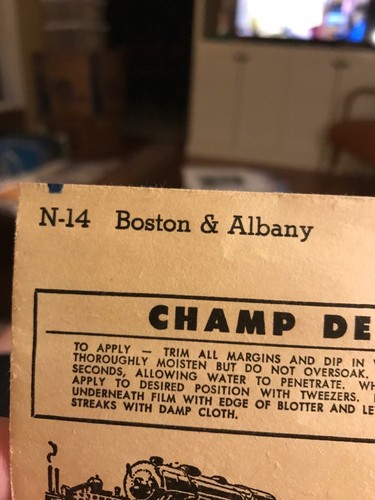 N-14 Boston & Albany
CHAMP DE
TO APPLY — TRIM ALL MARGINS AND DIP IN
THOROUGHLY MOISTEN BUT DO NOT OVERSOAK.
SECONDS, ALLOWING WATER TO PENETRATE. WH
APPLY TO DESIRED POSITION WITH TWEEZERS.
UNDERNEATH FILM WITH EDGE OF BLOTTER AND LE
STREAKS WITH DAMP CLOTH.